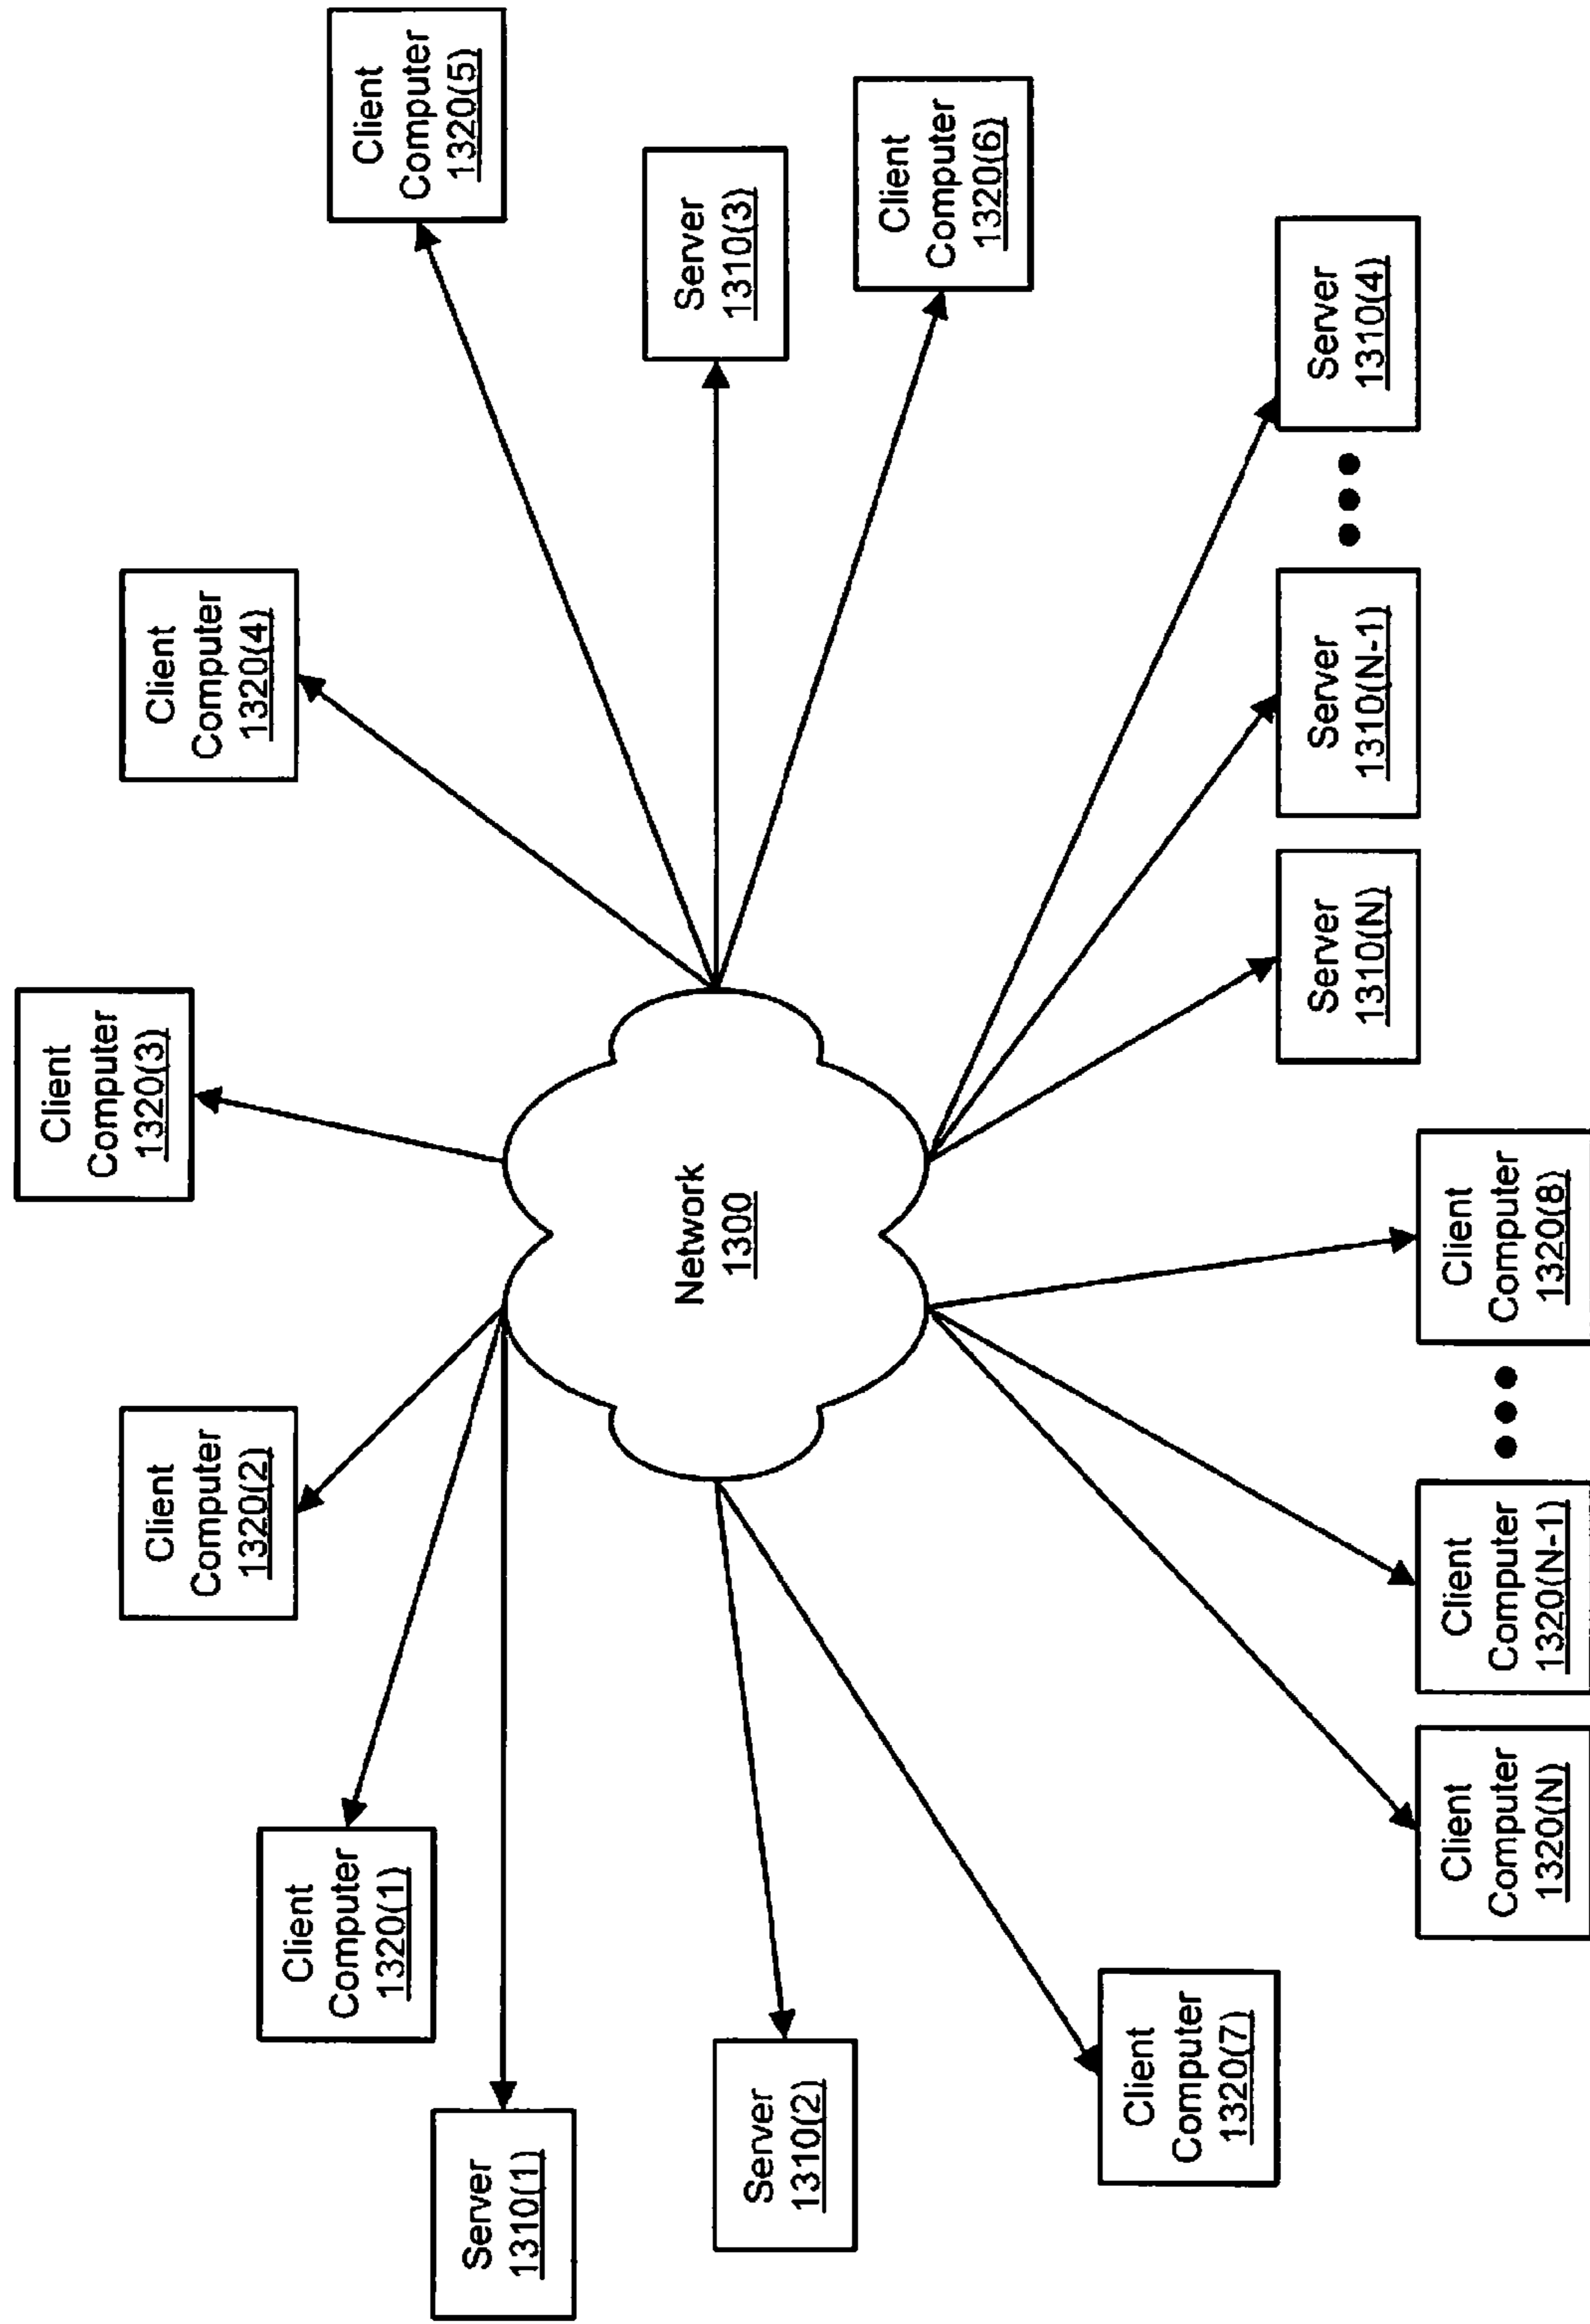 Client
Computer
1320(3)
Client
Computer
1320(2)
Client
Computer
1320(4)
Client
Computer
1320(1)
Client
Computer
1320(5)
Server
1310(1)
Server
1310(3)
Network
1300
Server
1310(2)
Client
Computer
1320(6)
Client
Computer
1320(7)
Server
1310(N)
Server
1310(N-1)
Server
1310(4)
Client
Computer
1320(N)
Client
Computer
1320(N-1)
Client
Computer
1320(8)